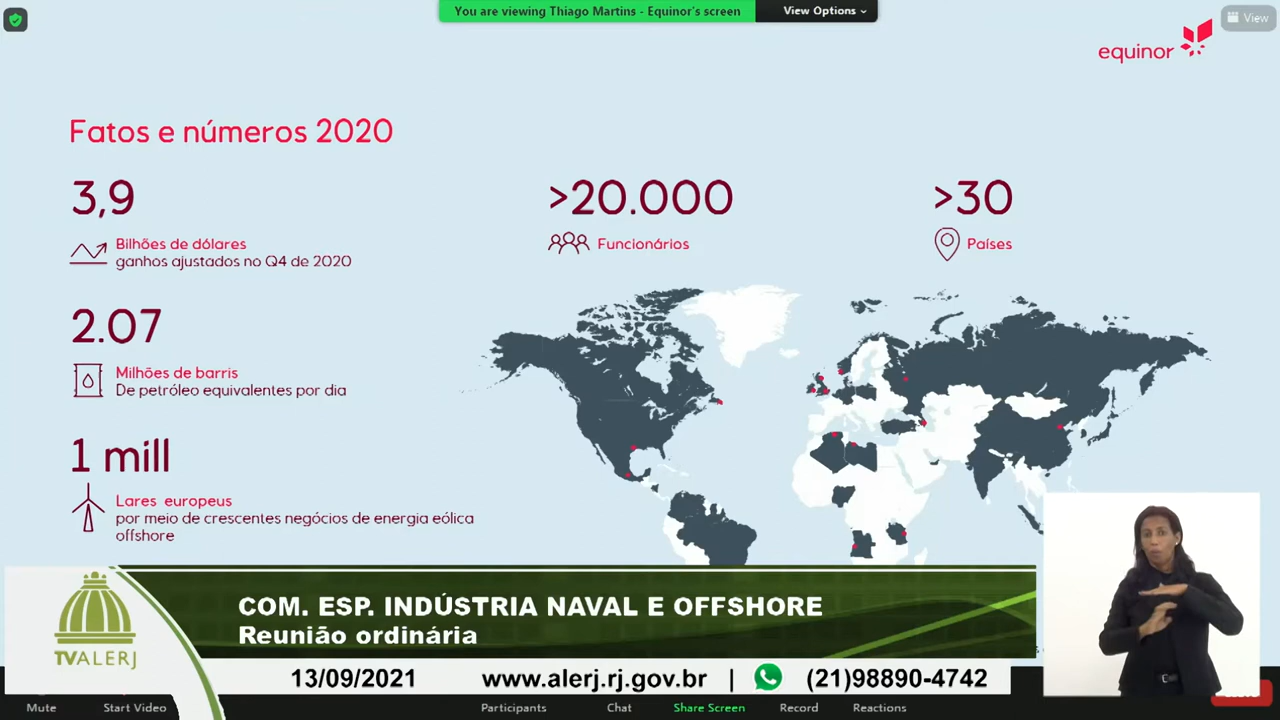 You are viewing Thiago Martins - Equinor's screen
View Options
View
equinor
Fatos e números 2020
3,9
Bilhões de dólares
ganhos ajustados no Q4 de 2020
>20.000
Funcionários
>30
Países
2.07
Milhões de barris
De petróleo equivalentes por dia
1 mill
Lares europeus
por meio de crescentes negócios de energia eólica
offshore
COM. ESP. INDÚSTRIA NAVAL E OFFSHORE
Reunião ordinária
TVALERJ
13/09/2021 www.alerj.rj.gov.br | (21)98890-4742
Mute Start Video Participants Chat Share Screen Record Reactions